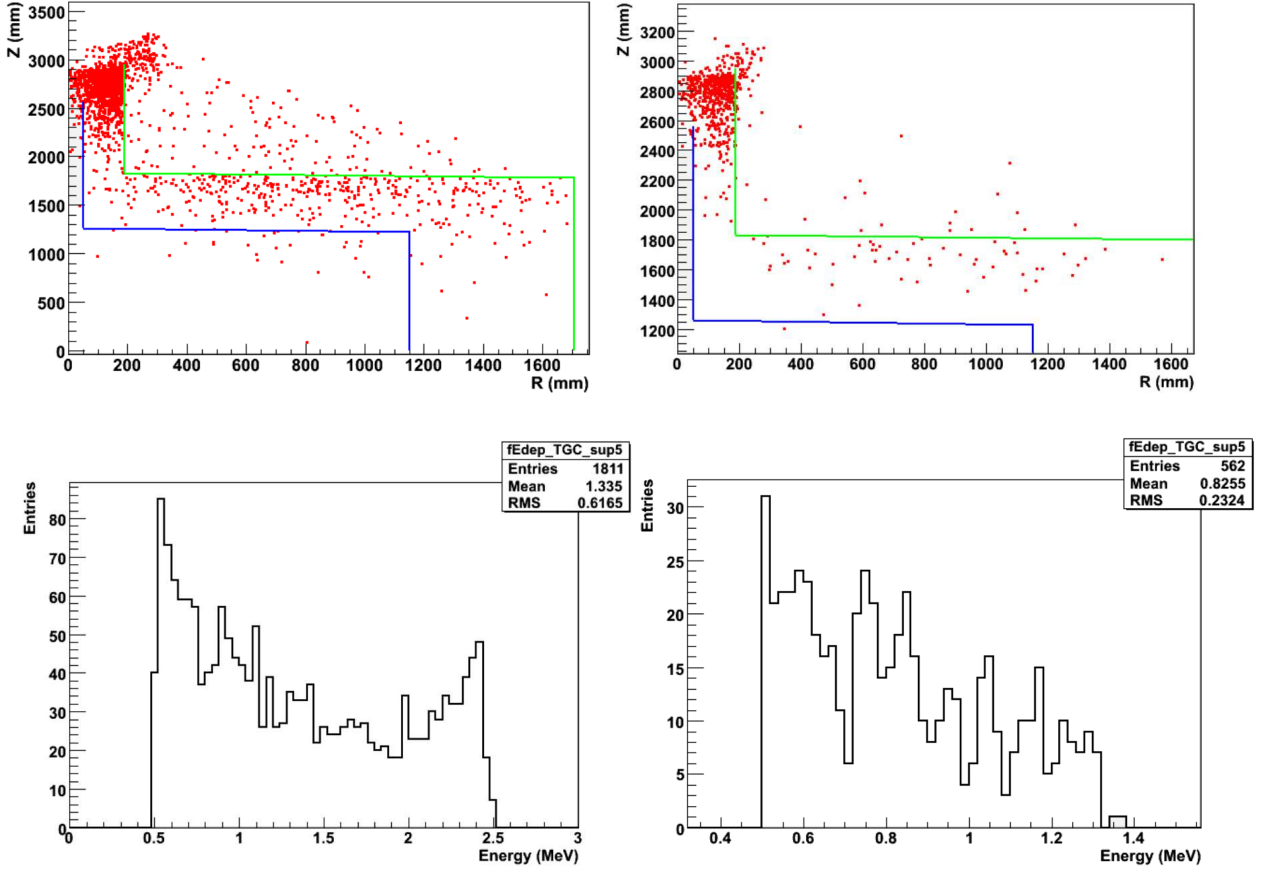 Z (mm)
3500
3000
2500
2000
1500
1000
500
0
0 200 400 600 800 1000 1200 1400 1600
R (mm)
Z (mm)
3200
3000
2800
2600
2400
2200
2000
1800
1600
1400
1200
0 200 400 600 800 1000 1200 1400 1600
R (mm)
fEdep_TGC_sup5
Entries 1811
Mean 1.335
RMS 0.6165
Entries
80
70
60
50
40
30
20
10
0
0 0.5 1 1.5 2 2.5 3
Energy (MeV)
fEdep_TGC_sup5
Entries 562
Mean 0.8255
RMS 0.2324
Entries
30
25
20
15
10
5
0
0.4 0.6 0.8 1 1.2 1.4
Energy (MeV)